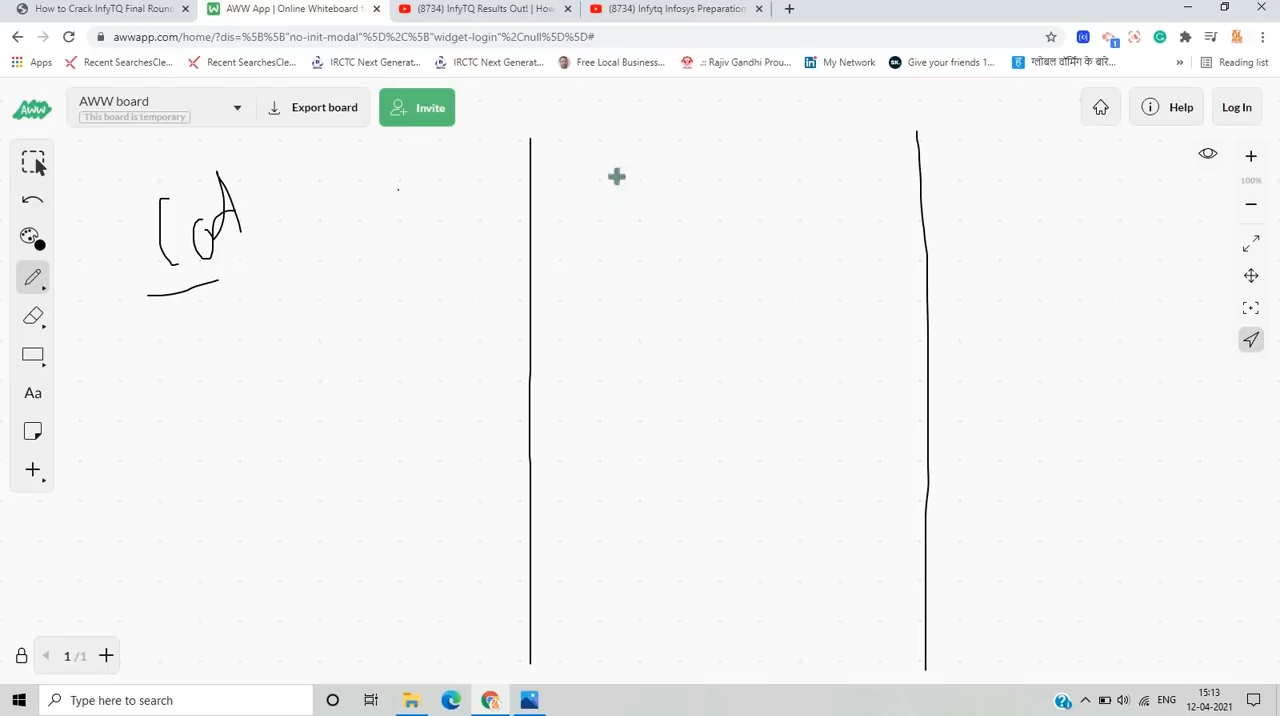 How to Crack InfyTQ Final Roun
AWW App | Online Whiteboard f
(8734) InfyTQ Results Out! | How
(8734) Infytq Infosys Preparation
awwapp.com/home/?dis=%5B%5B"no-init-modal"%5D%2C%5B"widget-login"%2Cnull%5D%5D#
Apps
Recent SearchesCle...
Recent SearchesCle...
IRCTC Next Generat...
IRCTC Next Generat...
Free Local Business...
.:: Rajiv Gandhi Prou...
My Network
Give your friends 1...
ग्लोबल वॉर्मिंग के बारे...
»
Reading list
AWW
AWW board
This board is temporary
Export board
Invite
Help
Log In
100%
Aa
1 /1
Type here to search
ENG
15:13
12-04-2021